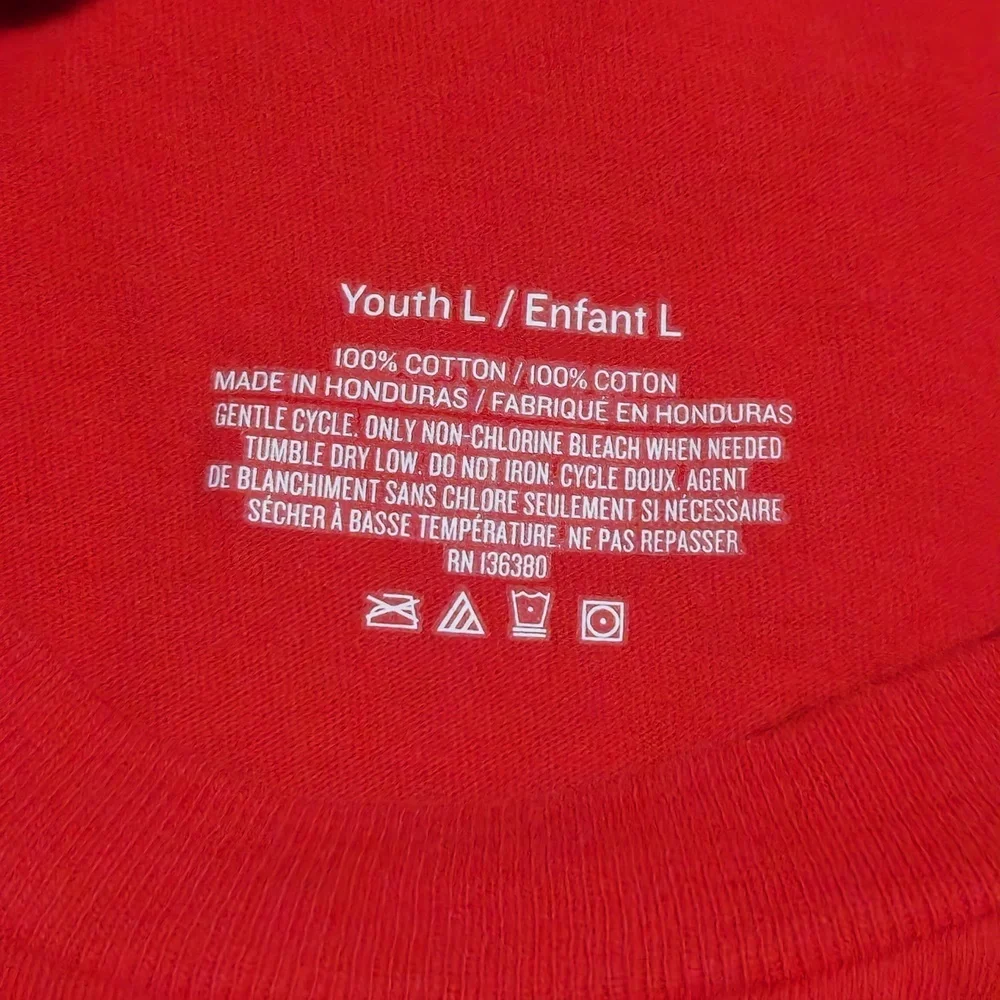 Youth L / Enfant L
100% COTTON / 100% COTON
MADE IN HONDURAS / FABRIQUÉ EN HONDURAS
GENTLE CYCLE. ONLY NON-CHLORINE BLEACH WHEN NEEDED
TUMBLE DRY LOW. DO NOT IRON. CYCLE DOUX. AGENT
DE BLANCHIMENT SANS CHLORE SEULEMENT SI NÉCESSAIRE.
SÉCHER À BASSE TEMPÉRATURE. NE PAS REPASSER.
RN 136380